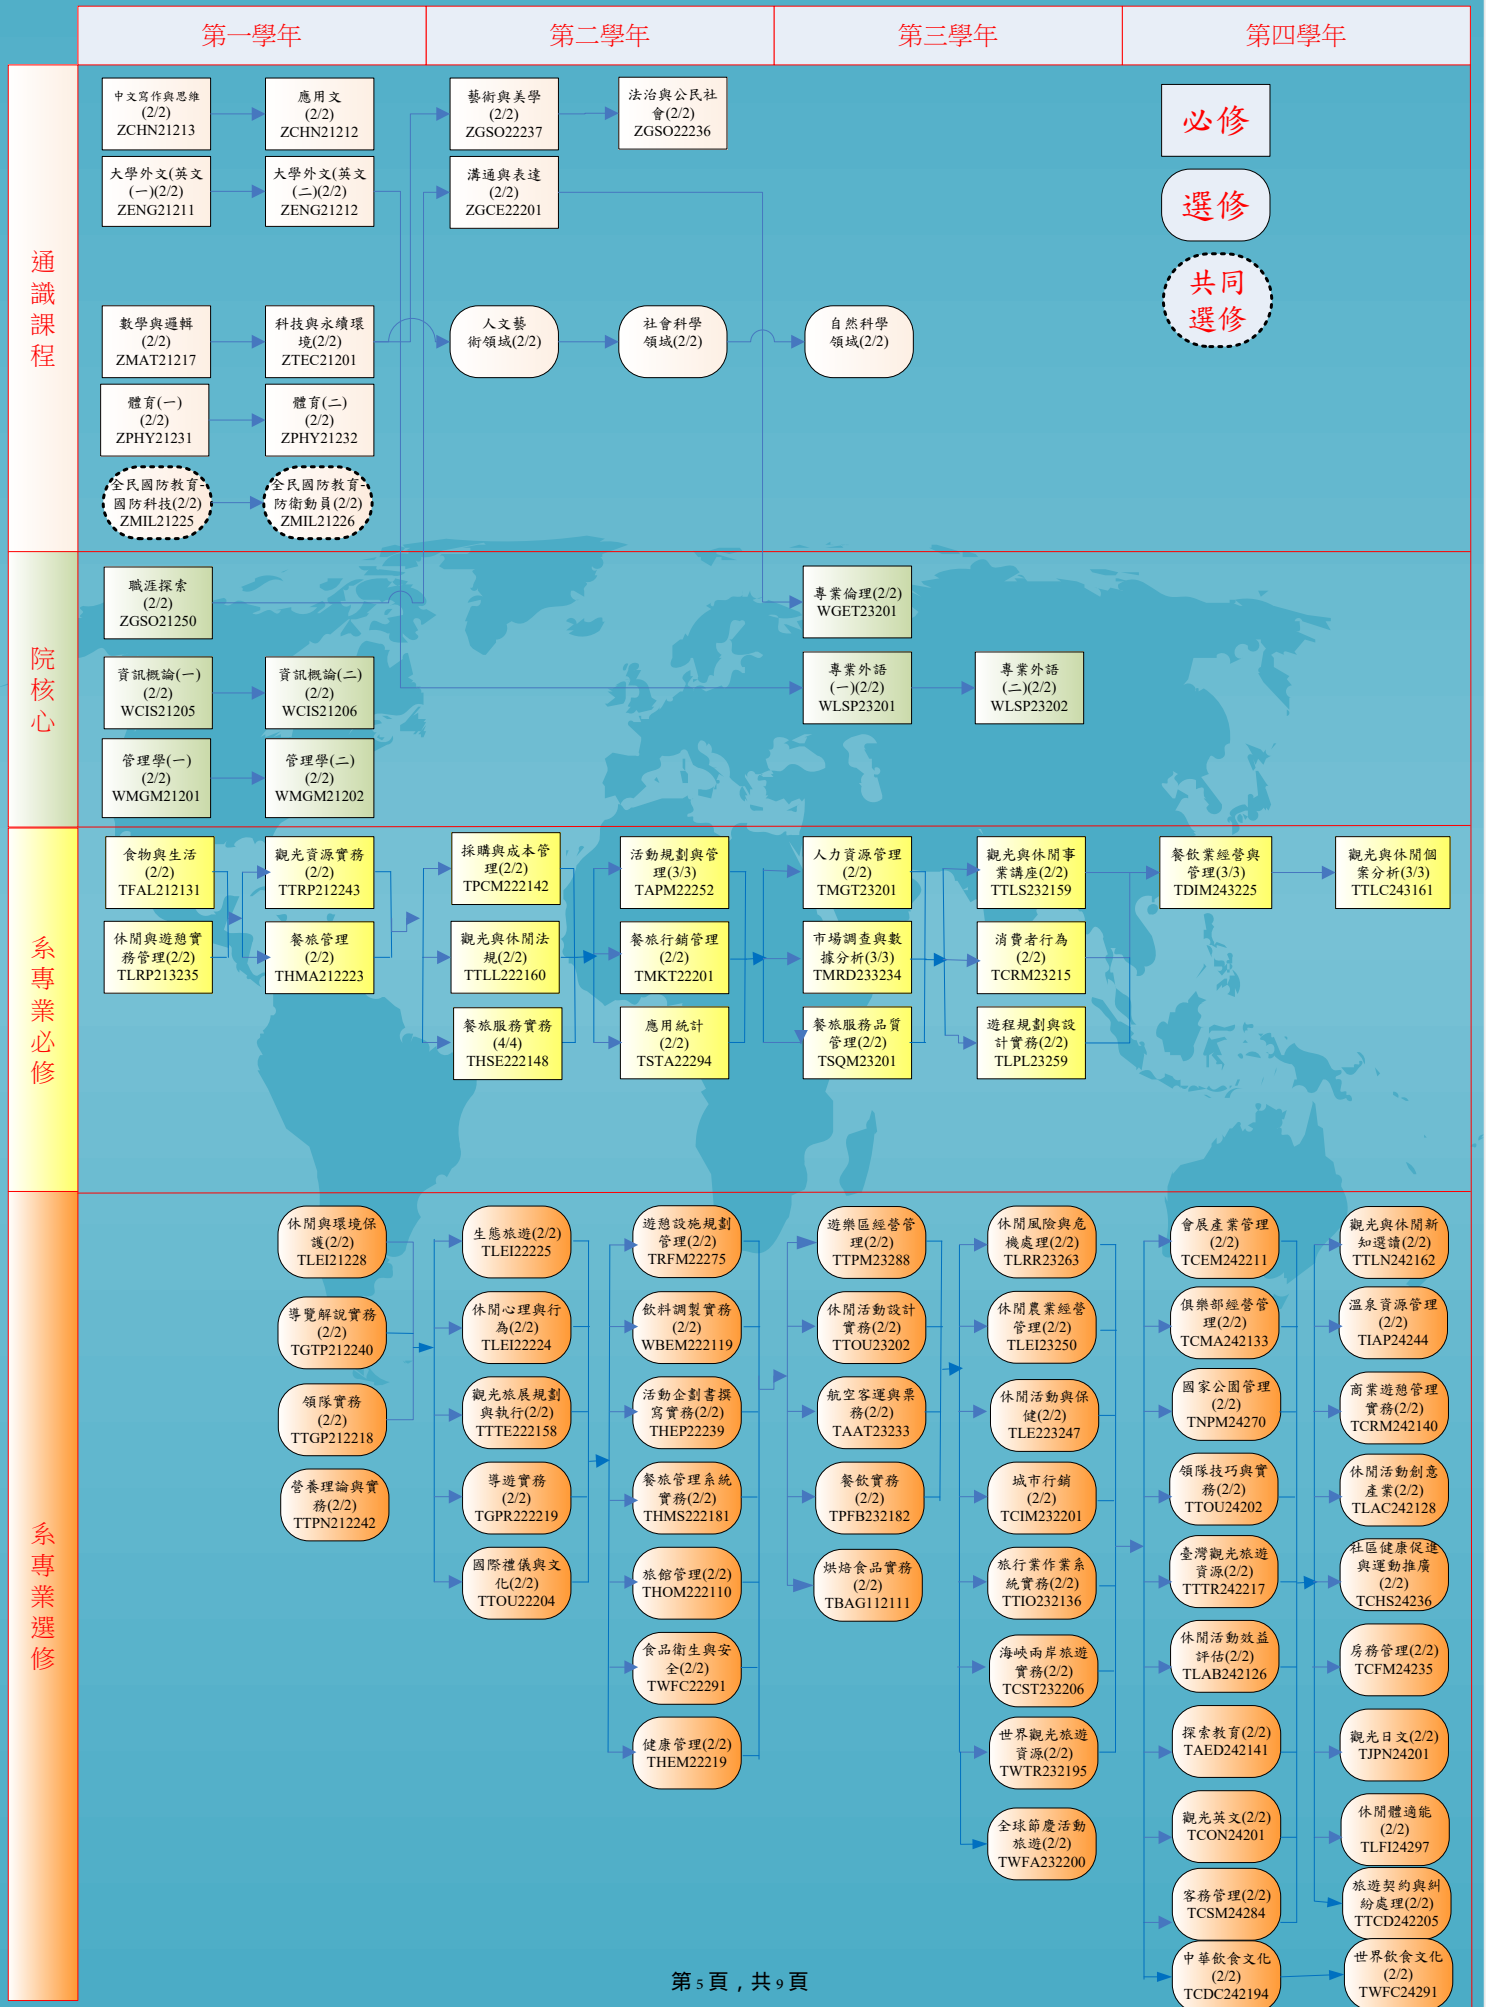 第一學年
第二學年
第三學年
第四學年
通識課程
中文寫作與思維
(2/2)
ZCHN21213
應用文
(2/2)
ZCHN21212
藝術與美學
(2/2)
ZGSO22237
法治與公民社
會(2/2)
ZGSO22236
必修
大學外文(英文
(一)(2/2)
ZENG21211
大學外文(英文
(二)(2/2)
ZENG21212
溝通與表達
(2/2)
ZGCE22201
選修
共同
選修
數學與邏輯
(2/2)
ZMAT21217
科技與永續環
境(2/2)
ZTEC21201
人文藝
術領域(2/2)
社會科學
領域(2/2)
自然科學
領域(2/2)
體育(一)
(2/2)
ZPHY21231
體育(二)
(2/2)
ZPHY21232
全民國防教育-
國防科技(2/2)
ZMIL21225
全民國防教育-
防衛動員(2/2)
ZMIL21226
院核心
職涯探索
(2/2)
ZGSO21250
專業倫理(2/2)
WGET23201
資訊概論(一)
(2/2)
WCIS21205
資訊概論(二)
(2/2)
WCIS21206
專業外語
(一)(2/2)
WLSP23201
專業外語
(二)(2/2)
WLSP23202
管理學(一)
(2/2)
WMGM21201
管理學(二)
(2/2)
WMGM21202
系專業必修
食物與生活
(2/2)
TFAL212131
觀光資源實務
(2/2)
TTRP212243
採購與成本管
理(2/2)
TPCM222142
活動規劃與管
理(3/3)
TAPM22252
人力資源管理
(2/2)
TMGT23201
觀光與休閒事
業講座(2/2)
TTLS232159
餐飲業經營與
管理(3/3)
TDIM243225
觀光與休閒個
案分析(3/3)
TTLC243161
休閒與遊憩實
務管理(2/2)
TLRP213235
餐旅管理
(2/2)
THMA212223
觀光與休閒法
規(2/2)
TTLL222160
餐旅行銷管理
(2/2)
TMKT22201
市場調查與數
據分析(3/3)
TMRD233234
消費者行為
(2/2)
TCRM23215
餐旅服務實務
(4/4)
THSE222148
應用統計
(2/2)
TSTA22294
餐旅服務品質
管理(2/2)
TSQM23201
遊程規劃與設
計實務(2/2)
TLPL23259
系專業選修
休閒與環境保
護(2/2)
TLEI21228
生態旅遊(2/2)
TLEI22225
遊憩設施規劃
管理(2/2)
TRFM22275
遊樂區經營管
理(2/2)
TTPM23288
休閒風險與危
機處理(2/2)
TLRR23263
會展產業管理
(2/2)
TCEM242211
觀光與休閒新
知選讀(2/2)
TTLN242162
導覽解說實務
(2/2)
TGTP212240
休閒心理與行
為(2/2)
TLEI22224
飲料調製實務
(2/2)
WBEM222119
休閒活動設計
實務(2/2)
TTOU23202
休閒農業經營
管理(2/2)
TLEI23250
俱樂部經營管
理(2/2)
TCMA242133
溫泉資源管理
(2/2)
TIAP24244
領隊實務
(2/2)
TTGP212218
觀光旅展規劃
與執行(2/2)
TTTE222158
活動企劃書撰
寫實務(2/2)
THEP22239
航空客運與票
務(2/2)
TAAT23233
休閒活動與保
健(2/2)
TLE223247
國家公園管理
(2/2)
TNPM24270
商業遊憩管理
實務(2/2)
TCRM242140
營養理論與實
務(2/2)
TTPN212242
導遊實務
(2/2)
TGPR222219
餐旅管理系統
實務(2/2)
THMS222181
餐飲實務
(2/2)
TPFB232182
城市行銷
(2/2)
TCIM232201
領隊技巧與實
務(2/2)
TTOU24202
休閒活動創意
產業(2/2)
TLAC242128
國際禮儀與文
化(2/2)
TTOU22204
旅館管理(2/2)
THOM222110
烘焙食品實務
(2/2)
TBAG112111
旅行業作業系
統實務(2/2)
TTIO232136
臺灣觀光旅遊
資源(2/2)
TTTR242217
社區健康促進
與運動推廣
(2/2)
TCHS24236
食品衛生與安
全(2/2)
TWFC22291
海峽兩岸旅遊
實務(2/2)
TCST232206
休閒活動效益
評估(2/2)
TLAB242126
房務管理(2/2)
TCFM24235
健康管理(2/2)
THEM22219
世界觀光旅遊
資源(2/2)
TWTR232195
探索教育(2/2)
TAED242141
觀光日文(2/2)
TJPN24201
全球節慶活動
旅遊(2/2)
TWFA232200
觀光英文(2/2)
TCON24201
休閒體適能
(2/2)
TLFI24297
客務管理(2/2)
TCSM24284
旅遊契約與糾
紛處理(2/2)
TTCD242205
中華飲食文化
(2/2)
TCDC242194
世界飲食文化
(2/2)
TWFC24291
第 5 頁，共 9 頁